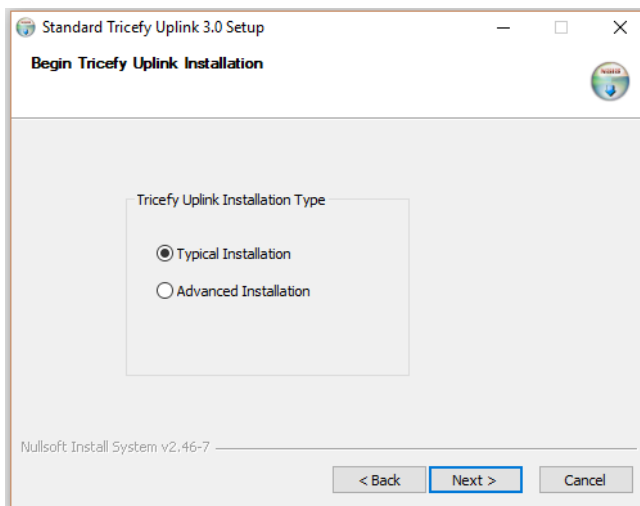 Standard Tricefy Uplink 3.0 Setup
Begin Tricefy Uplink Installation
Tricefy Uplink Installation Type
Typical Installation
Advanced Installation
Nullsoft Install System v2.46-7
< Back Next > Cancel